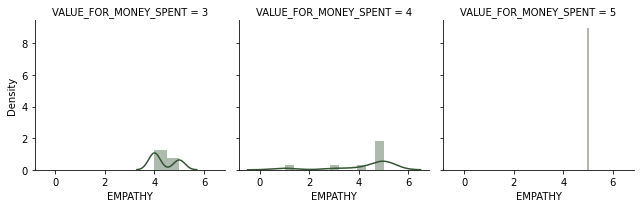 VALUE_FOR_MONEY_SPENT = 3
VALUE_FOR_MONEY_SPENT = 4
VALUE_FOR_MONEY_SPENT = 5
Density
8
6
4
2
0
0 2 4 6
0 2 4 6
0 2 4 6
EMPATHY
EMPATHY
EMPATHY